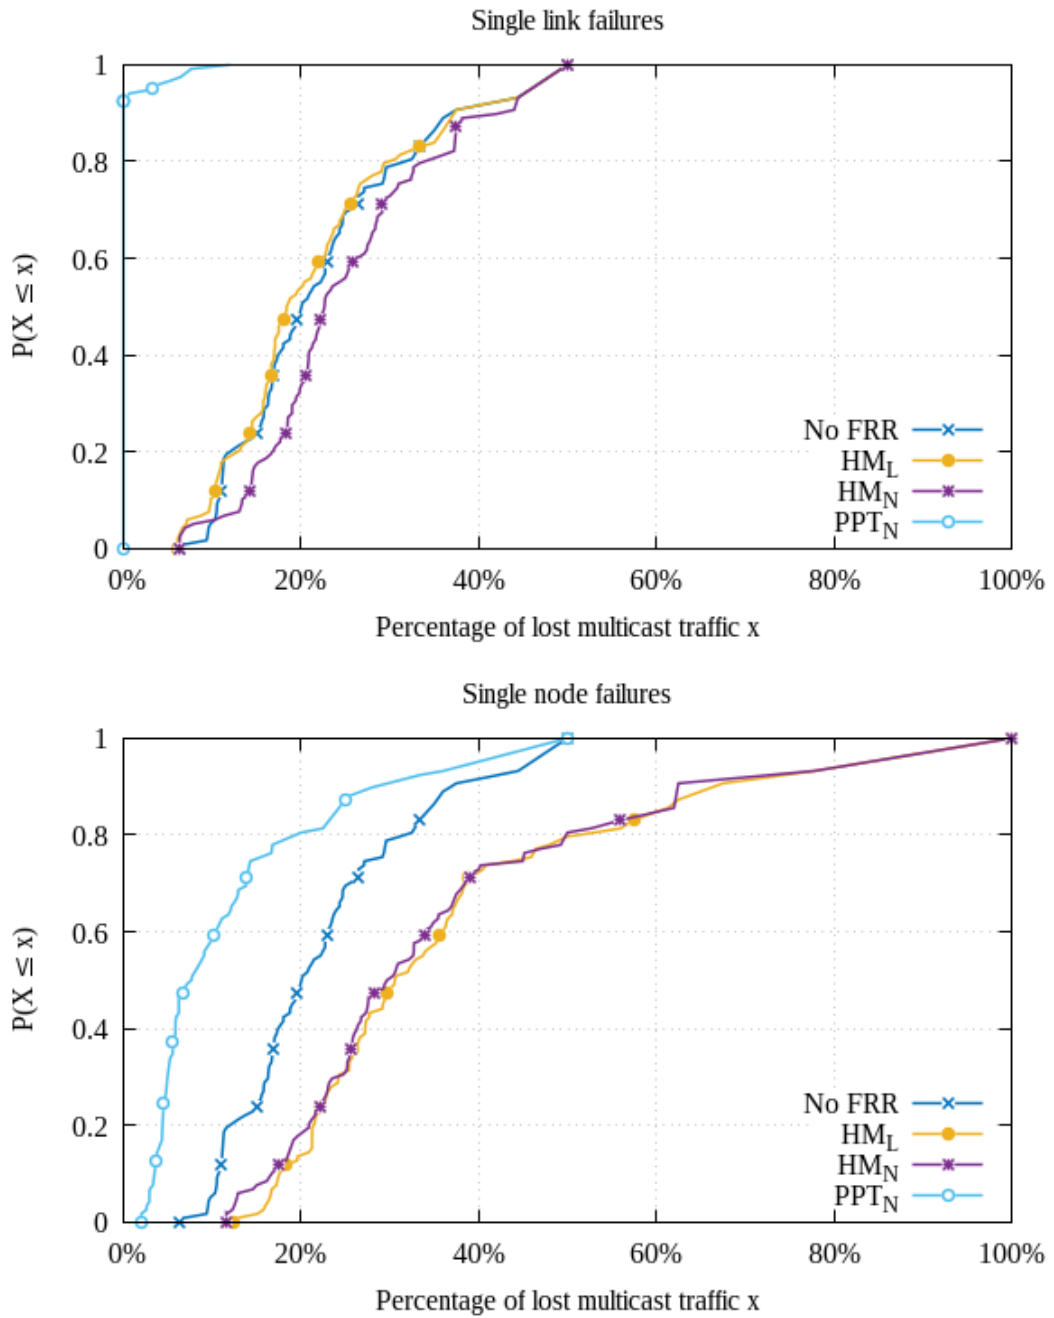 Single link failures
1
0.8
0.6
0.4
0.2
0
P(X ≤ x)
No FRR
HM_L
HM_N
PPT_N
0% 20% 40% 60% 80% 100%
Percentage of lost multicast traffic x
Single node failures
1
0.8
0.6
0.4
0.2
0
P(X ≤ x)
No FRR
HM_L
HM_N
PPT_N
0% 20% 40% 60% 80% 100%
Percentage of lost multicast traffic x